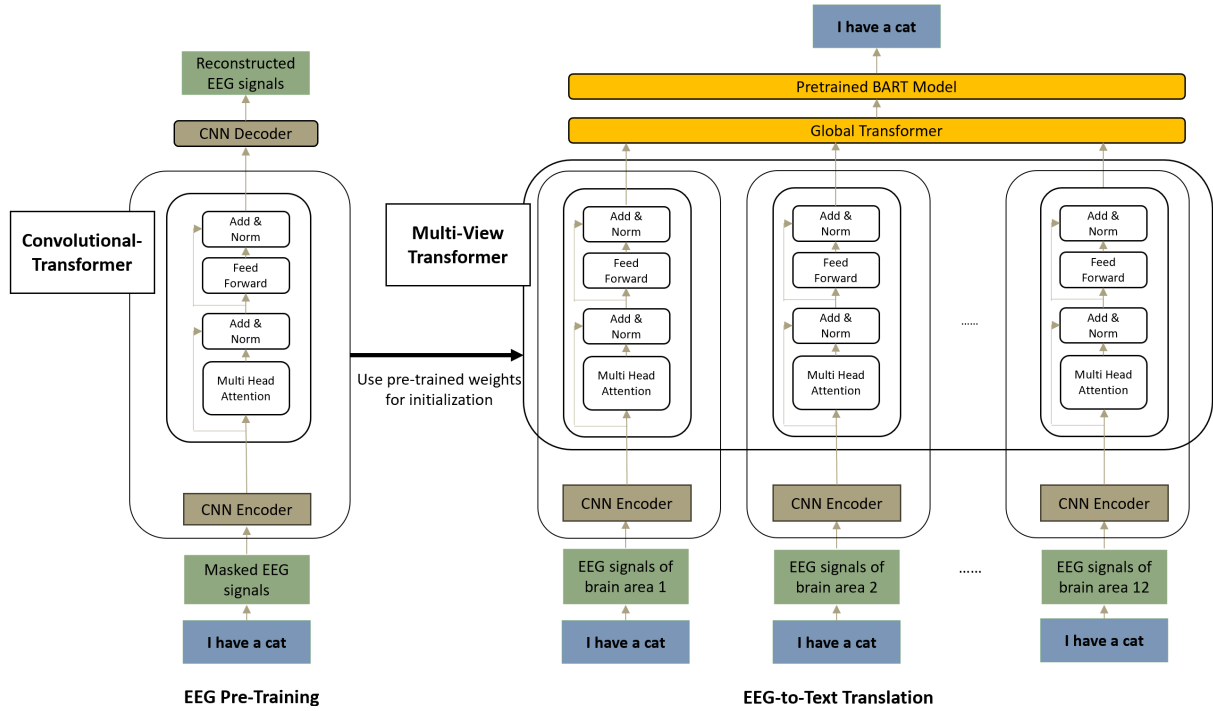 Reconstructed
EEG signals
CNN Decoder
Convolutional-
Transformer
Add &
Norm
Feed
Forward
Add &
Norm
Multi Head
Attention
CNN Encoder
Masked EEG
signals
I have a cat
EEG Pre-Training
Use pre-trained weights
for initialization
I have a cat
Pretrained BART Model
Global Transformer
Multi-View
Transformer
Add &
Norm
Feed
Forward
Add &
Norm
Multi Head
Attention
CNN Encoder
EEG signals of
brain area 1
I have a cat
Add &
Norm
Feed
Forward
Add &
Norm
Multi Head
Attention
CNN Encoder
EEG signals of
brain area 2
I have a cat
......
......
Add &
Norm
Feed
Forward
Add &
Norm
Multi Head
Attention
CNN Encoder
EEG signals of
brain area 12
I have a cat
EEG-to-Text Translation